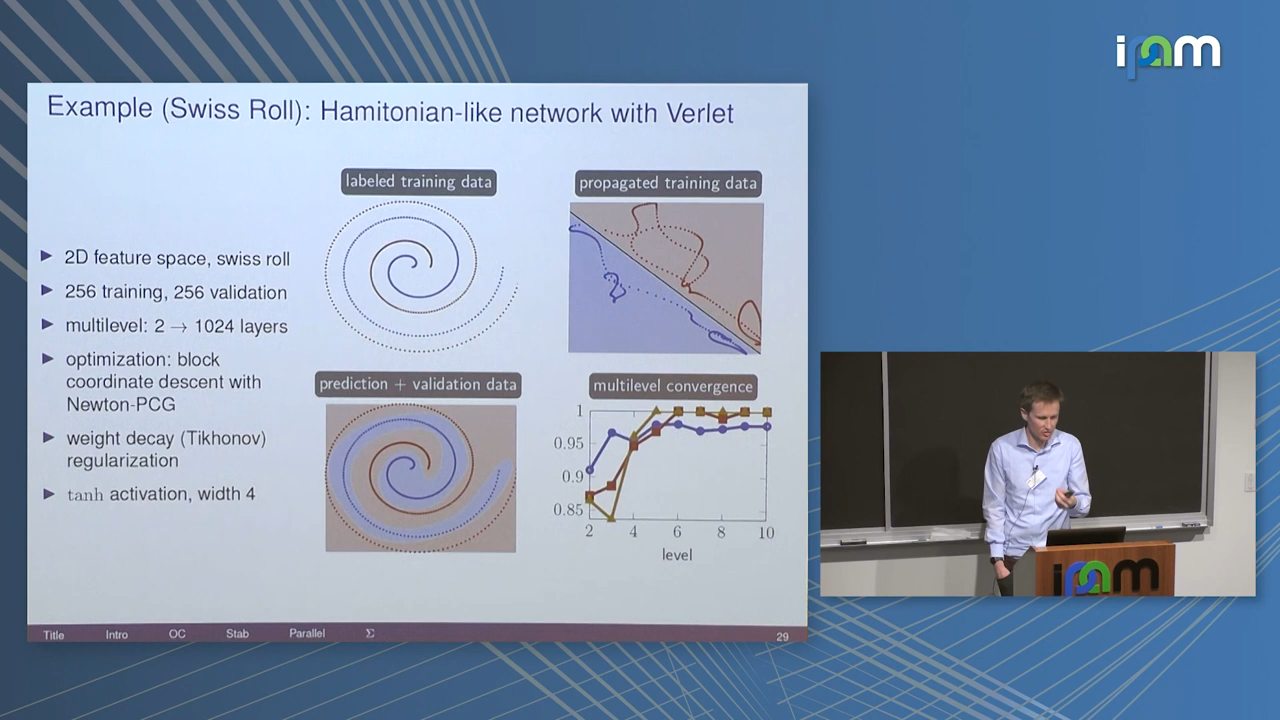 ipam
Example (Swiss Roll): Hamitonian-like network with Verlet
labeled training data
propagated training data
2D feature space, swiss roll
256 training, 256 validation
multilevel: 2 → 1024 layers
optimization: block
coordinate descent with
Newton-PCG
weight decay (Tikhonov)
regularization
tanh activation, width 4
prediction + validation data
multilevel convergence
1
0.95
0.9
0.85
2 4 6 8 10
level
Title Intro OC Stab Parallel Σ 29
ipam